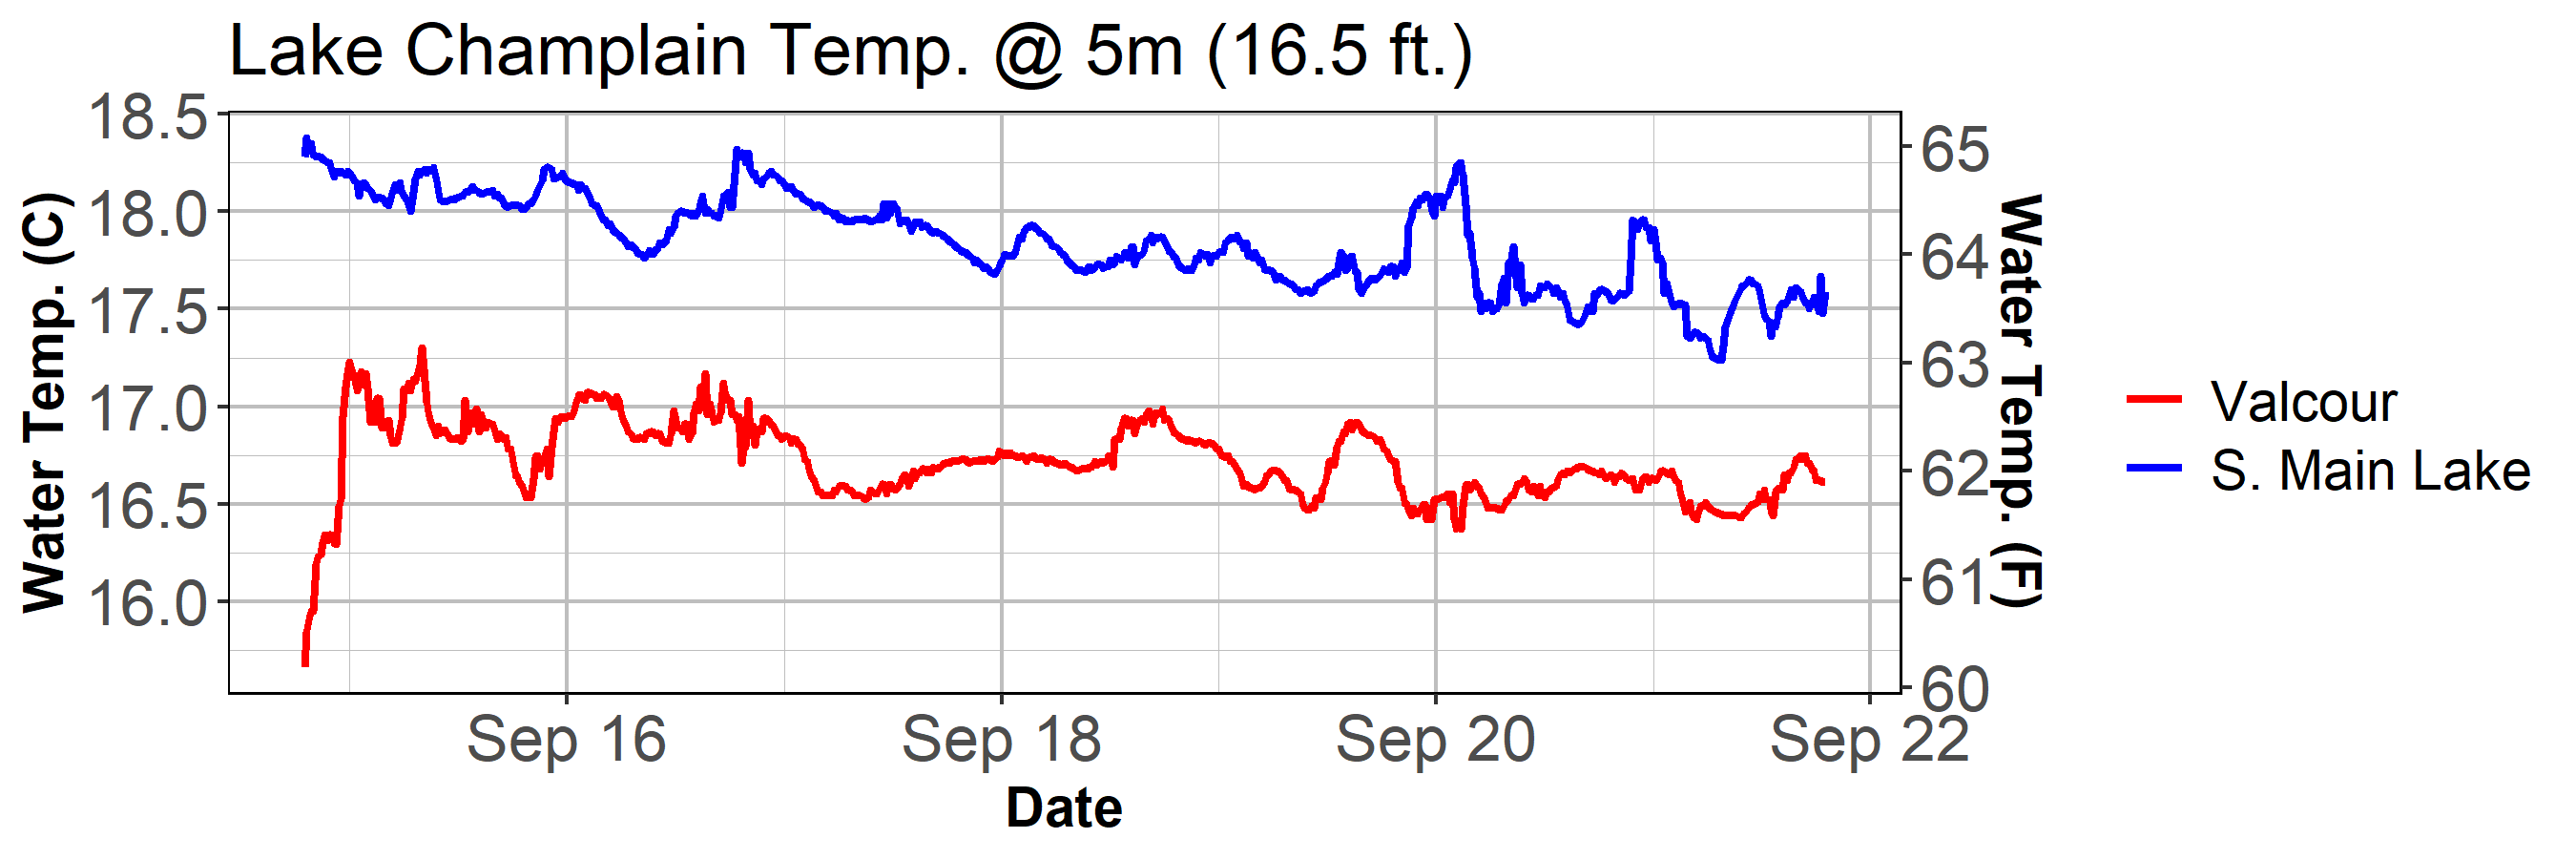 Lake Champlain Temp. @ 5m (16.5 ft.)
Water Temp. (C)
18.5
18.0
17.5
17.0
16.5
16.0
65
64
63
62
61
60
Water Temp. (F)
Sep 16
Sep 18
Sep 20
Sep 22
Date
Valcour
S. Main Lake